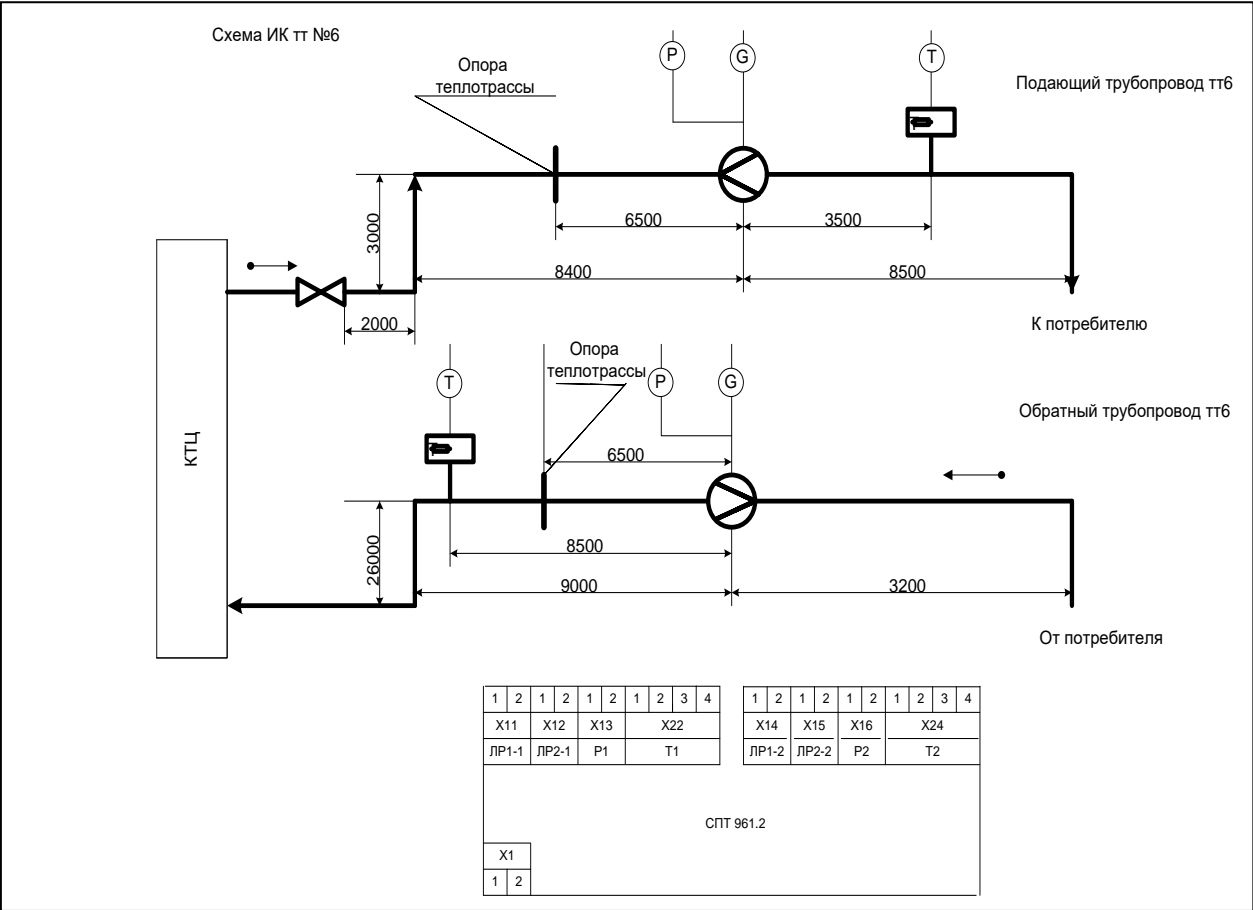 Схема ИК тт №6
P
G
T
Опора
теплотрассы
Подающий трубопровод тт6
3000
6500
3500
8400
8500
2000
К потребителю
Опора
теплотрассы
T
P
G
Обратный трубопровод тт6
КТЦ
6500
26000
8500
9000
3200
От потребителя
1 2 1 2 1 2 1 2 3 4
X11 X12 X13 X22
ЛР1-1 ЛР2-1 P1 T1
1 2 1 2 1 2 1 2 3 4
X14 X15 X16 X24
ЛР1-2 ЛР2-2 P2 T2
СПТ 961.2
X1
1 2